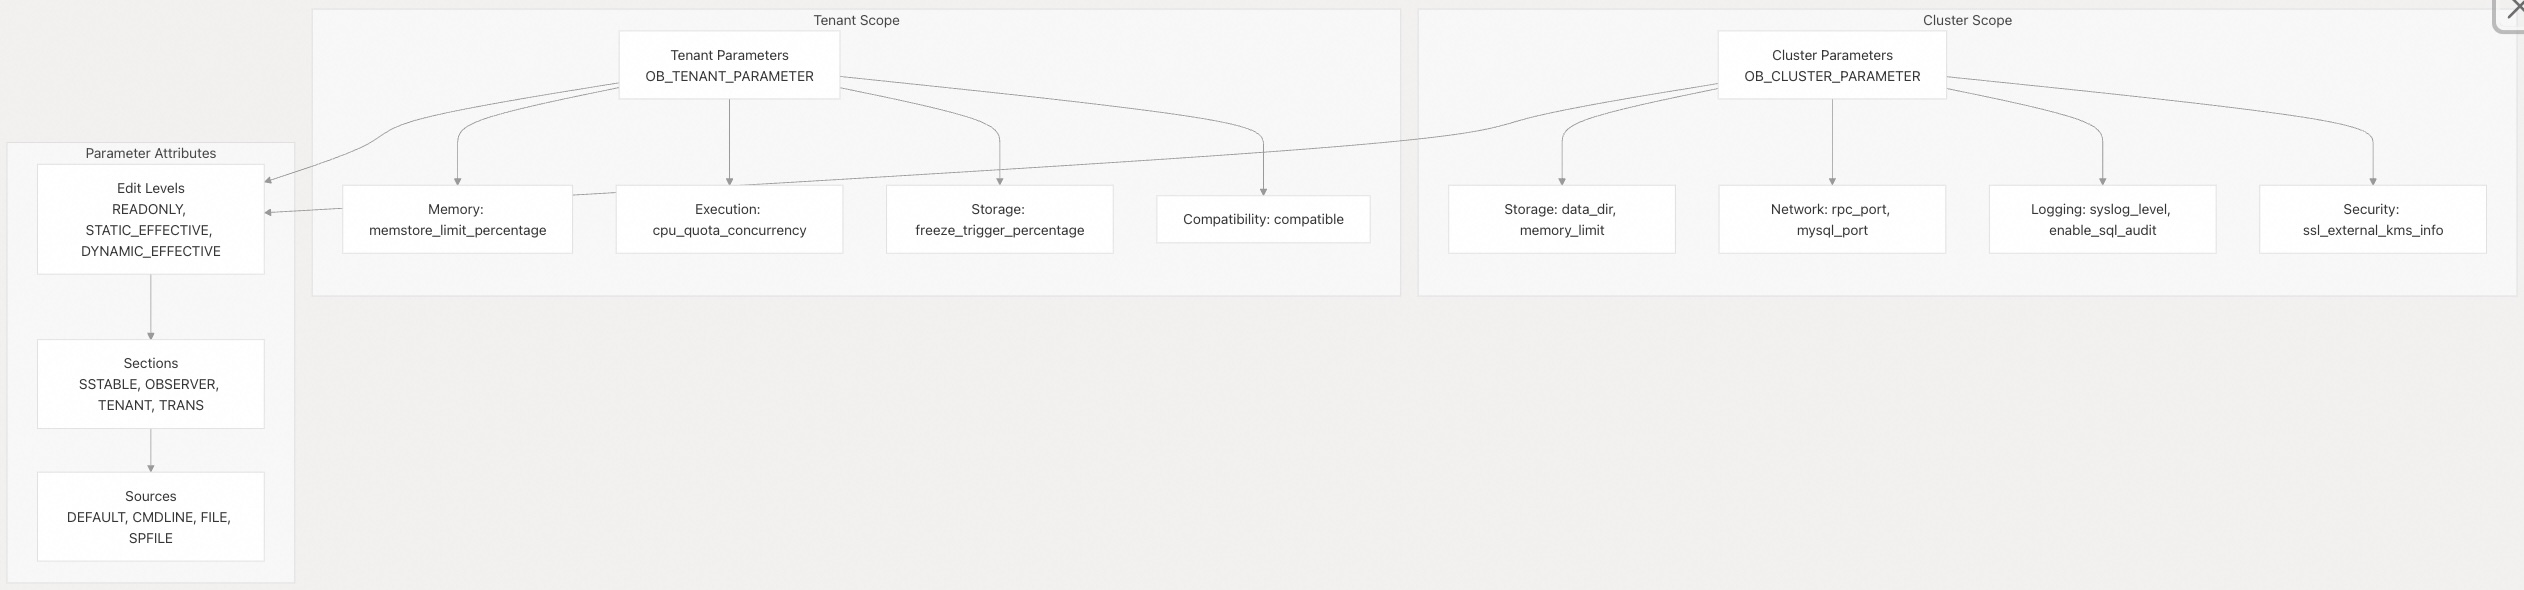 Tenant Scope
Tenant Parameters
OB_TENANT_PARAMETER
Memory:
memstore_limit_percentage
Execution:
cpu_quota_concurrency
Storage:
freeze_trigger_percentage
Compatibility: compatible
Cluster Scope
Cluster Parameters
OB_CLUSTER_PARAMETER
Storage: data_dir,
memory_limit
Network: rpc_port,
mysql_port
Logging: syslog_level,
enable_sql_audit
Security:
ssl_external_kms_info
Parameter Attributes
Edit Levels
READONLY,
STATIC_EFFECTIVE,
DYNAMIC_EFFECTIVE
Sections
SSTABLE, OBSERVER,
TENANT, TRANS
Sources
DEFAULT, CMDLINE, FILE,
SPFILE